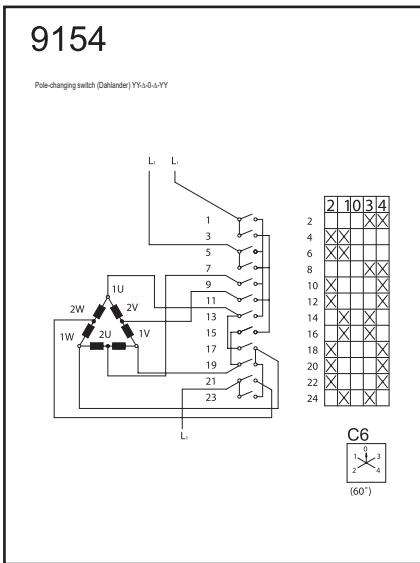 9154
Pole-changing switch (Dahlander) YY-Δ-0-Δ-YY
1
3
5
7
9
11
13
15
17
19
21
23
1U
2W
2V
1W
2U
1V
L3
2 1 0 3 4
2 X X
4 X X
6 X X
8 X X
10 X X
12 X X
14 X X
16 X X
18 X X
20 X X
22 X X
24 X X
C6
0
1 3
2 4
(60°)